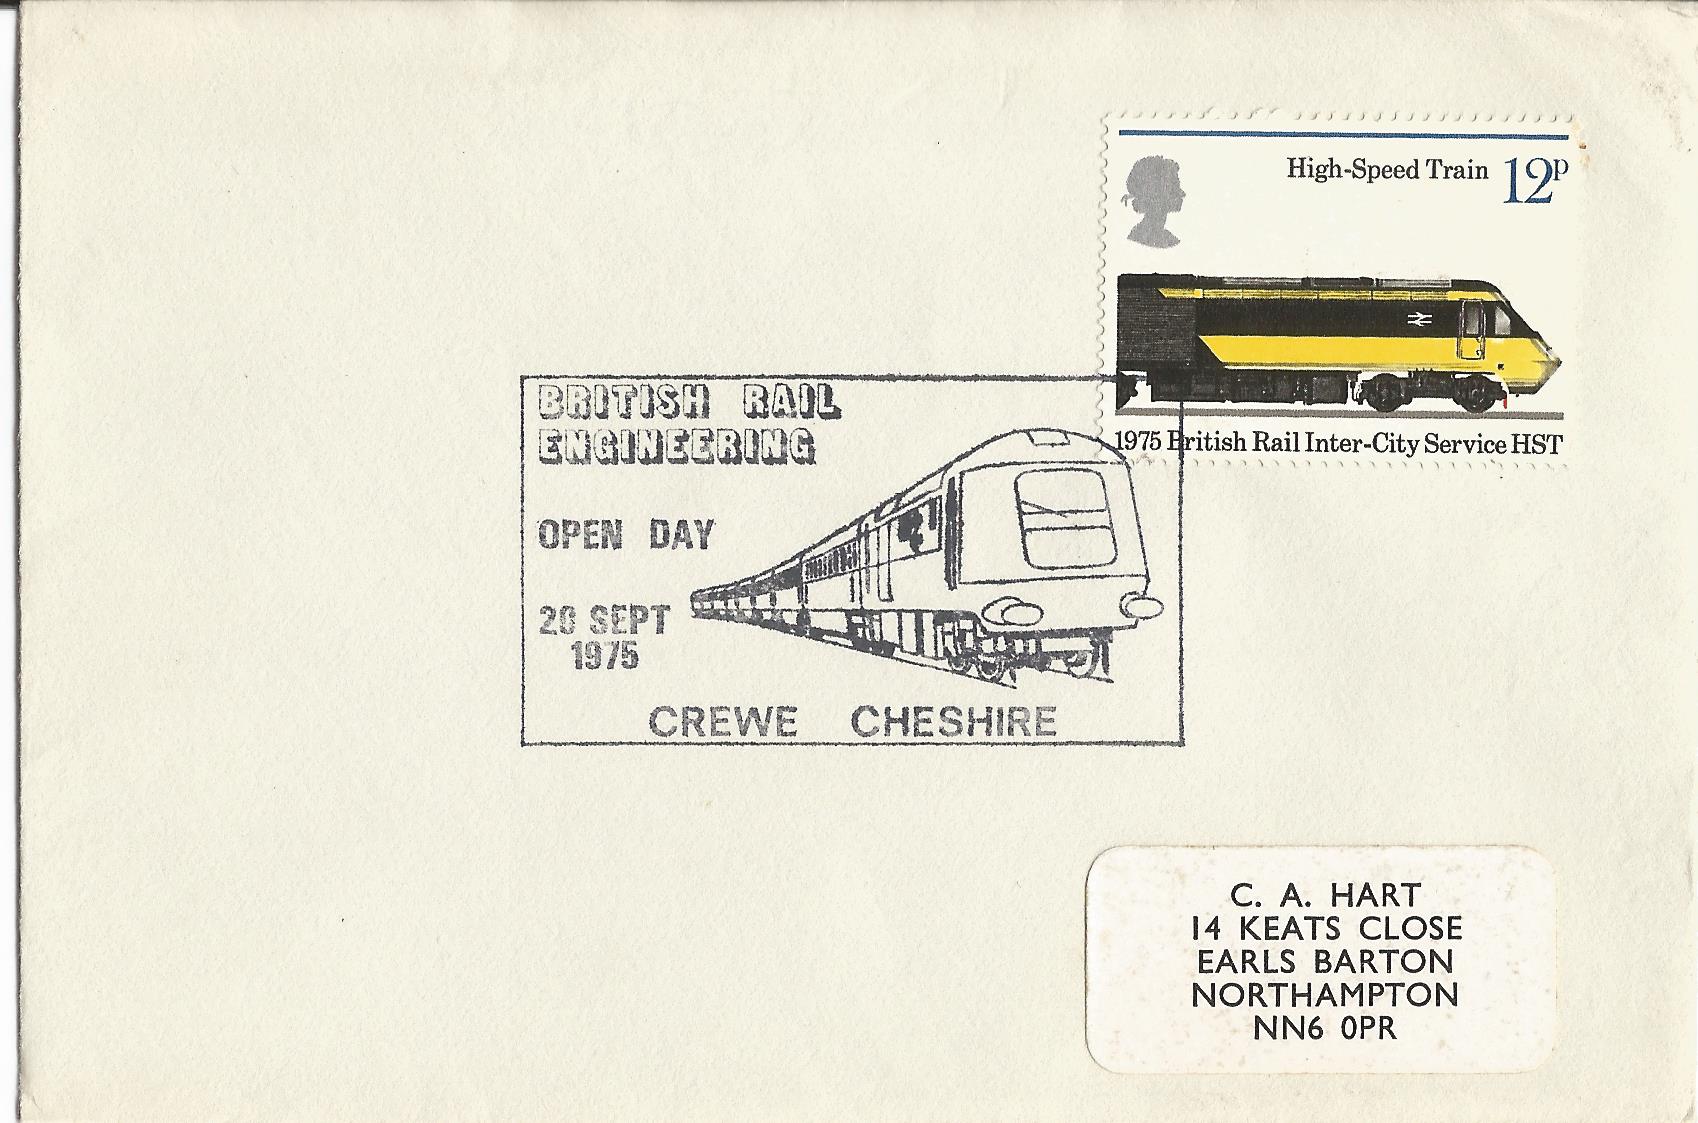 High-Speed Train 12p
1975 British Rail Inter-City Service HST
BRITISH RAIL
ENGINEERING
OPEN DAY
20 SEPT
1975
CREWE CHESHIRE
C. A. HART
14 KEATS CLOSE
EARLS BARTON
NORTHAMPTON
NN6 0PR